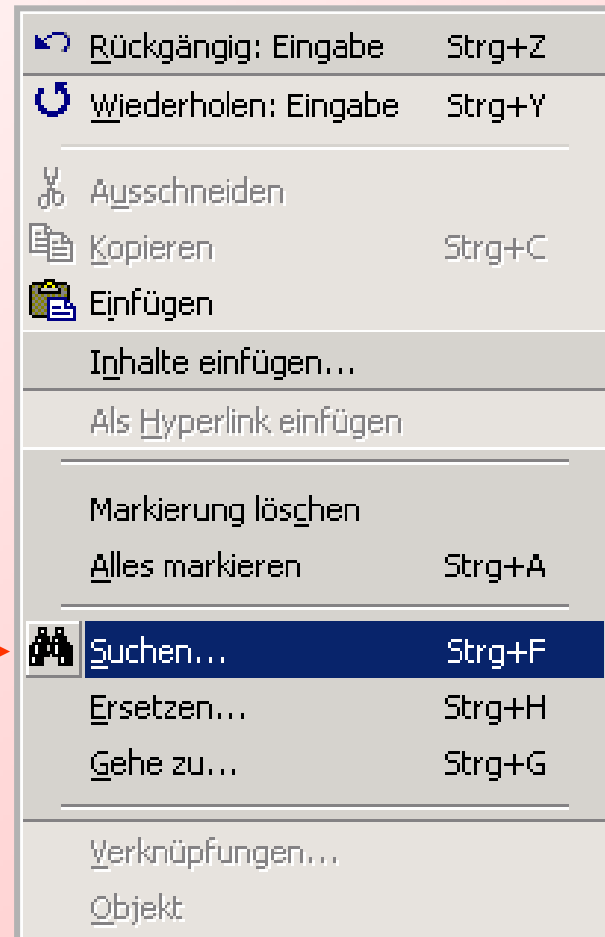 Rückgängig: Eingabe Strg+Z
Wiederholen: Eingabe Strg+Y
Ausschneiden
Kopieren Strg+C
Einfügen
Inhalte einfügen...
Als Hyperlink einfügen
Markierung löschen
Alles markieren Strg+A
Suchen... Strg+F
Ersetzen... Strg+H
Gehe zu... Strg+G
Verknüpfungen...
Objekt